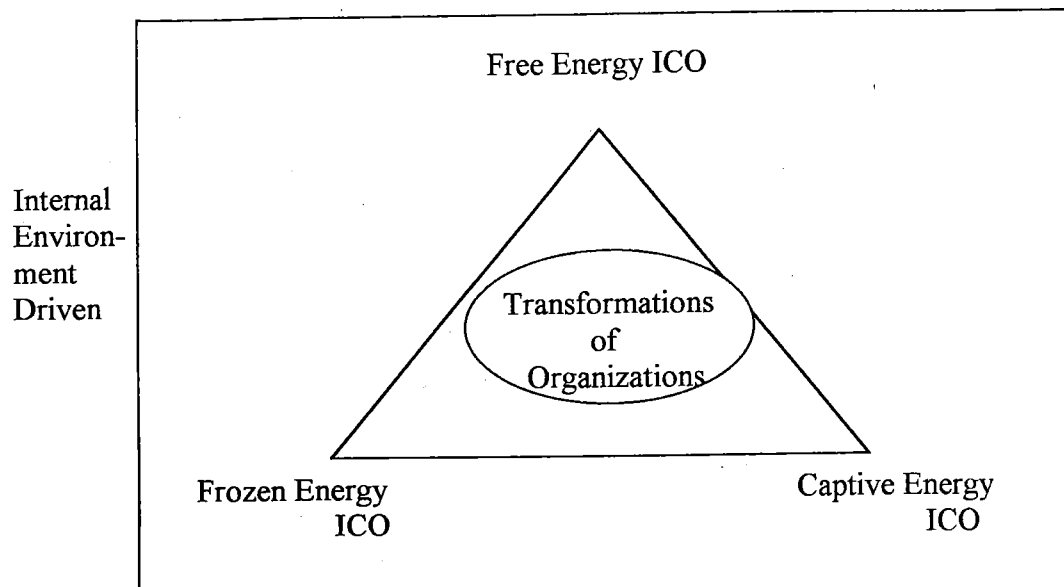 Free Energy ICO
Internal
Environ-
ment
Driven
Transformations
of
Organizations
Frozen Energy
ICO
Captive Energy
ICO